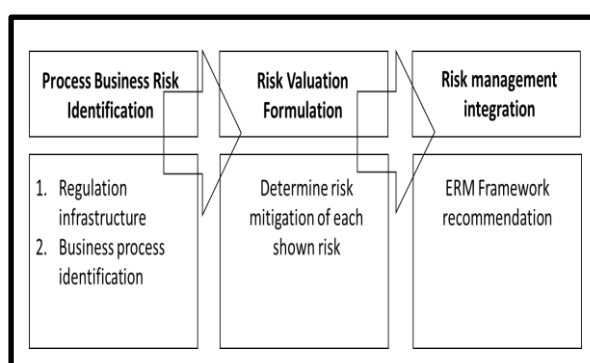 Process Business Risk
Identification
Risk Valuation
Formulation
Risk management
integration
1. Regulation
infrastructure
2. Business process
identification
Determine risk
mitigation of each
shown risk
ERM Framework
recommendation